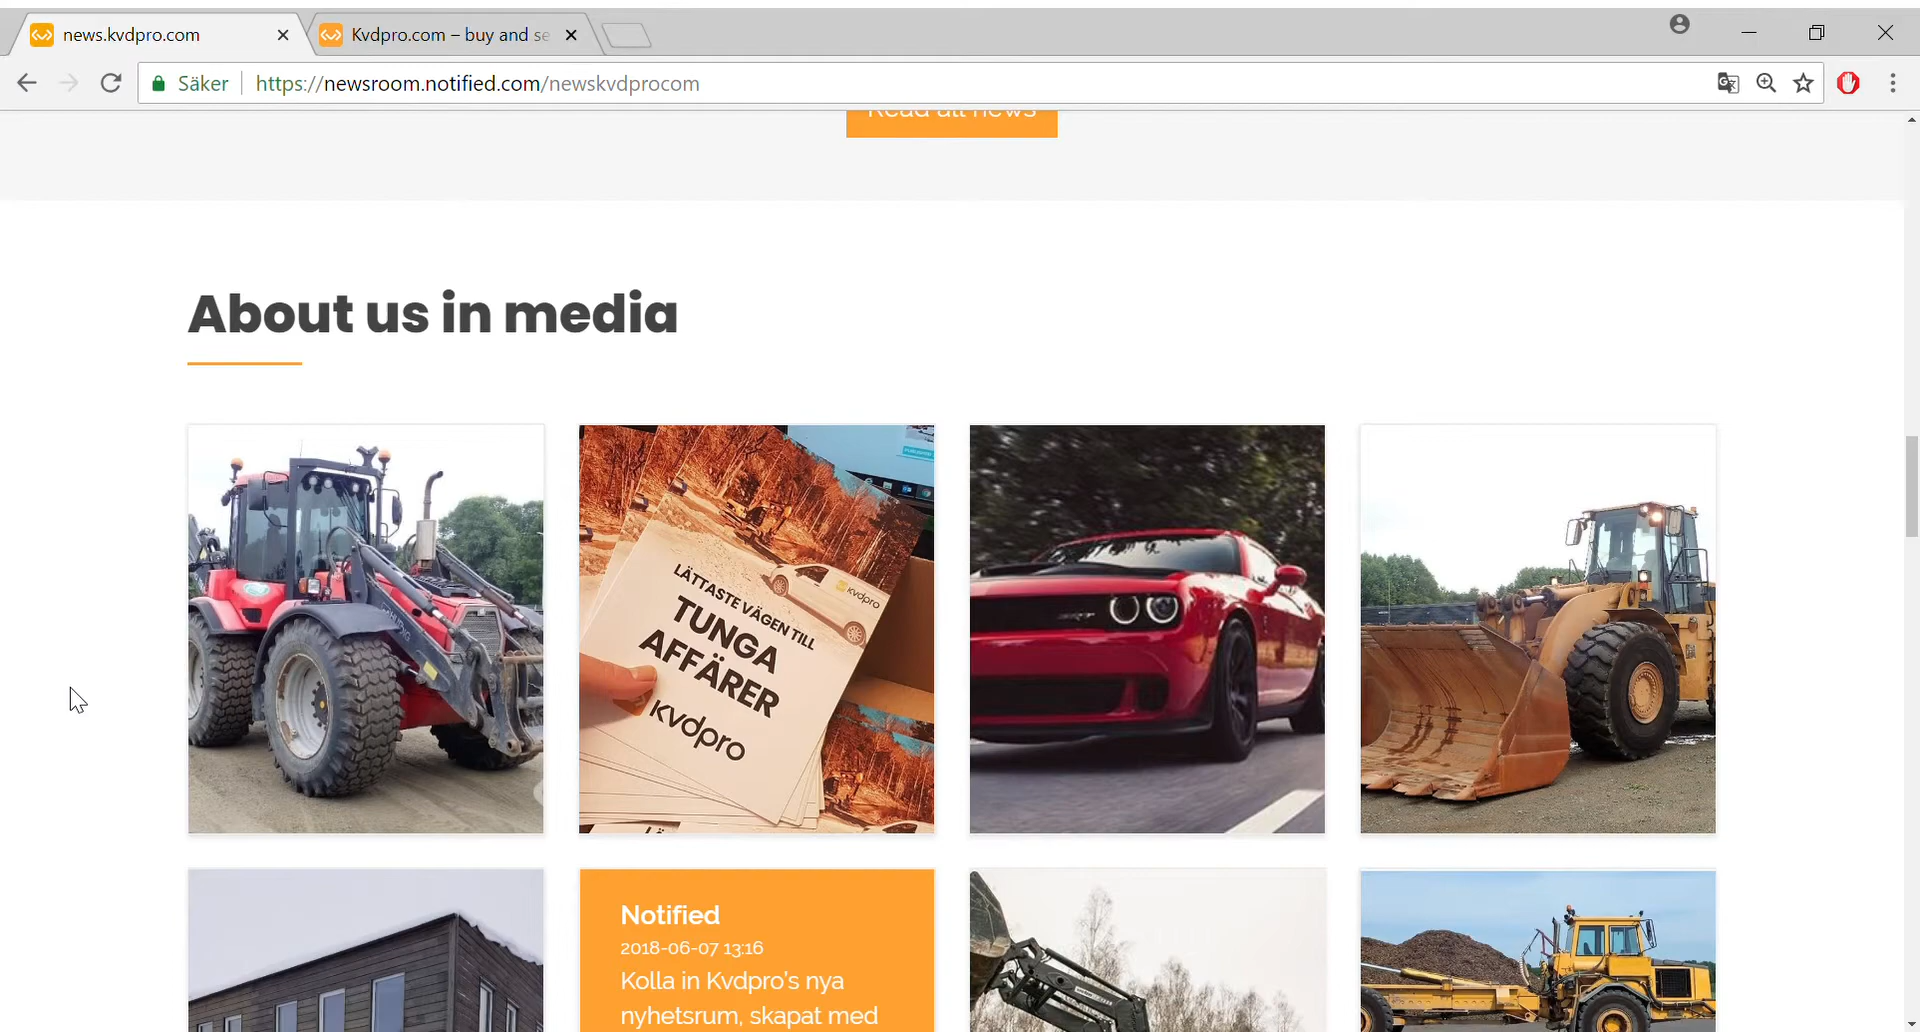 news.kvdpro.com
Kvdpro.com – buy and se
Säker
https://newsroom.notified.com/newskvdprocom
Read all news
About us in media
kvdpro
LÄTTASTE VÄGEN TILL
TUNGA
AFFÄRER
kvdpro
Notified
2018-06-07 13:16
Kolla in Kvdpro's nya
nyhetsrum, skapat med